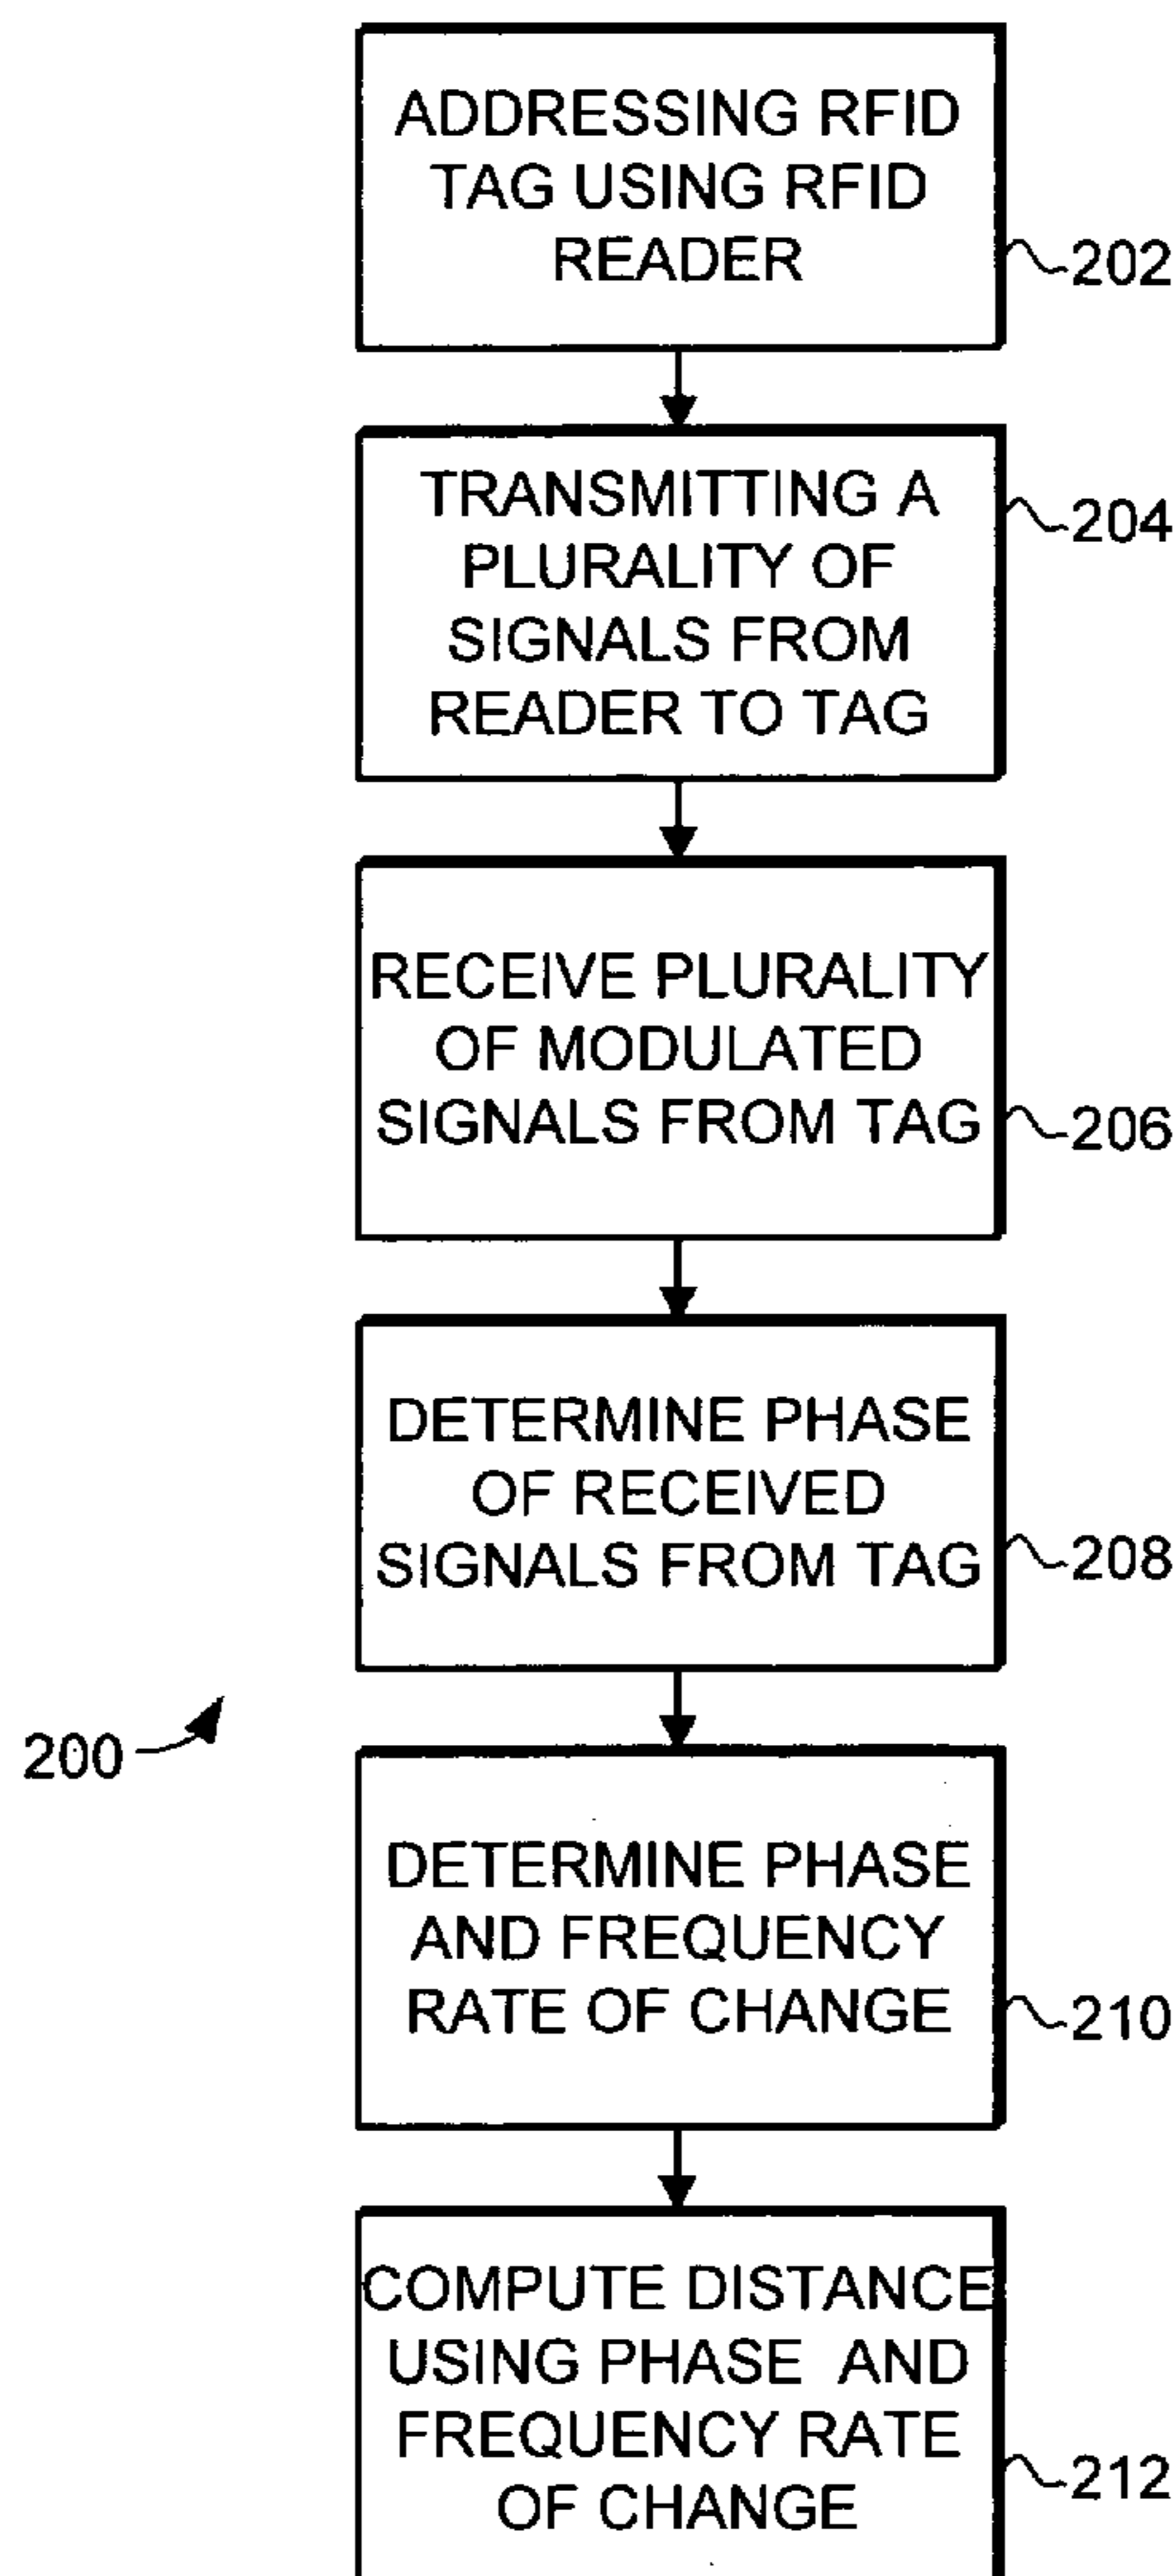 ADDRESSING RFID
TAG USING RFID
READER
202
TRANSMITTING A
PLURALITY OF
SIGNALS FROM
READER TO TAG
204
RECEIVE PLURALITY
OF MODULATED
SIGNALS FROM TAG
206
DETERMINE PHASE
OF RECEIVED
SIGNALS FROM TAG
208
200
DETERMINE PHASE
AND FREQUENCY
RATE OF CHANGE
210
COMPUTE DISTANCE
USING PHASE AND
FREQUENCY RATE
OF CHANGE
212